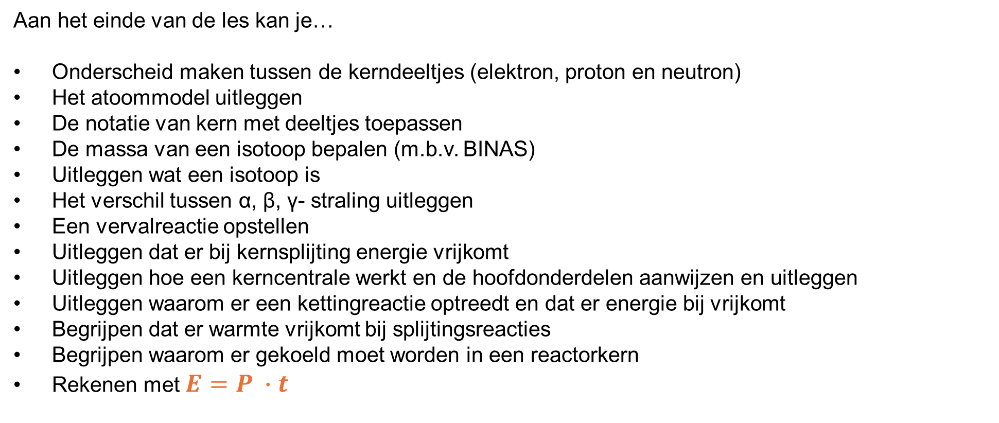 Aan het einde van de les kan je…
• Onderscheid maken tussen de kerndeeltjes (elektron, proton en neutron)
• Het atoommodel uitleggen
• De notatie van kern met deeltjes toepassen
• De massa van een isotoop bepalen (m.b.v. BINAS)
• Uitleggen wat een isotoop is
• Het verschil tussen α, β, γ- straling uitleggen
• Een vervalreactie opstellen
• Uitleggen dat er bij kernsplijting energie vrijkomt
• Uitleggen hoe een kerncentrale werkt en de hoofdonderdelen aanwijzen en uitleggen
• Uitleggen waarom er een kettingreactie optreedt en dat er energie bij vrijkomt
• Begrijpen dat er warmte vrijkomt bij splijtingsreacties
• Begrijpen waarom er gekoeld moet worden in een reactorkern
• Rekenen met E = P · t